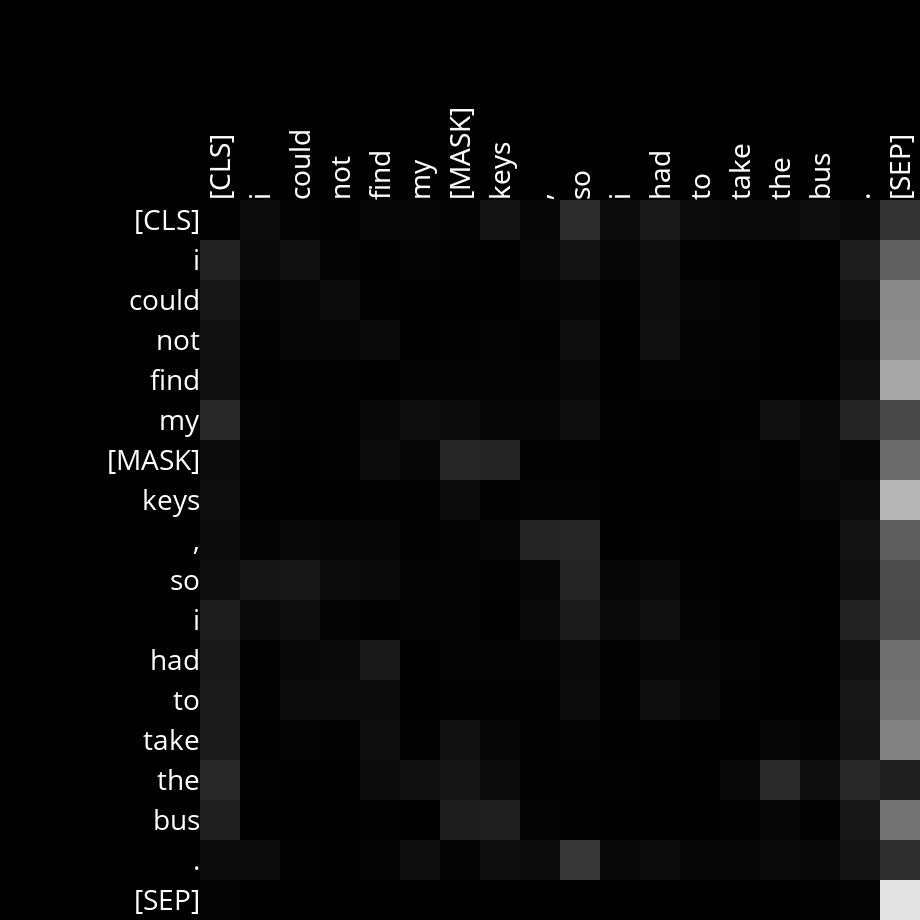 [CLS] i could not find my [MASK] keys , so i had to take the bus . [SEP]
[CLS]
i
could
not
find
my
[MASK]
keys
,
so
i
had
to
take
the
bus
.
[SEP]